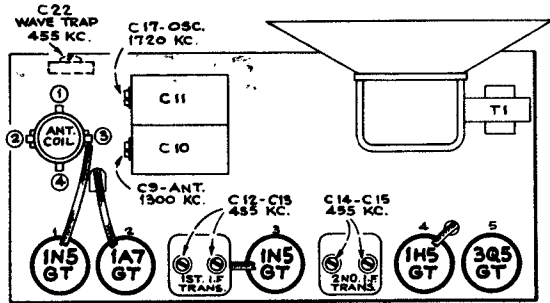 C22
WAVE TRAP
455 KC.
C17-OSC.
1720 KC.
C11
C10
T1
1
2
ANT.
COIL
3
4
C9-ANT.
1300 KC.
C12-C13
455 KC.
C14-C15
455 KC.
1
1N5
GT
2
1A7
GT
1ST. I.F
TRANS.
3
1N5
GT
2ND. I.F
TRANS.
4
1H5
GT
5
3Q5
GT